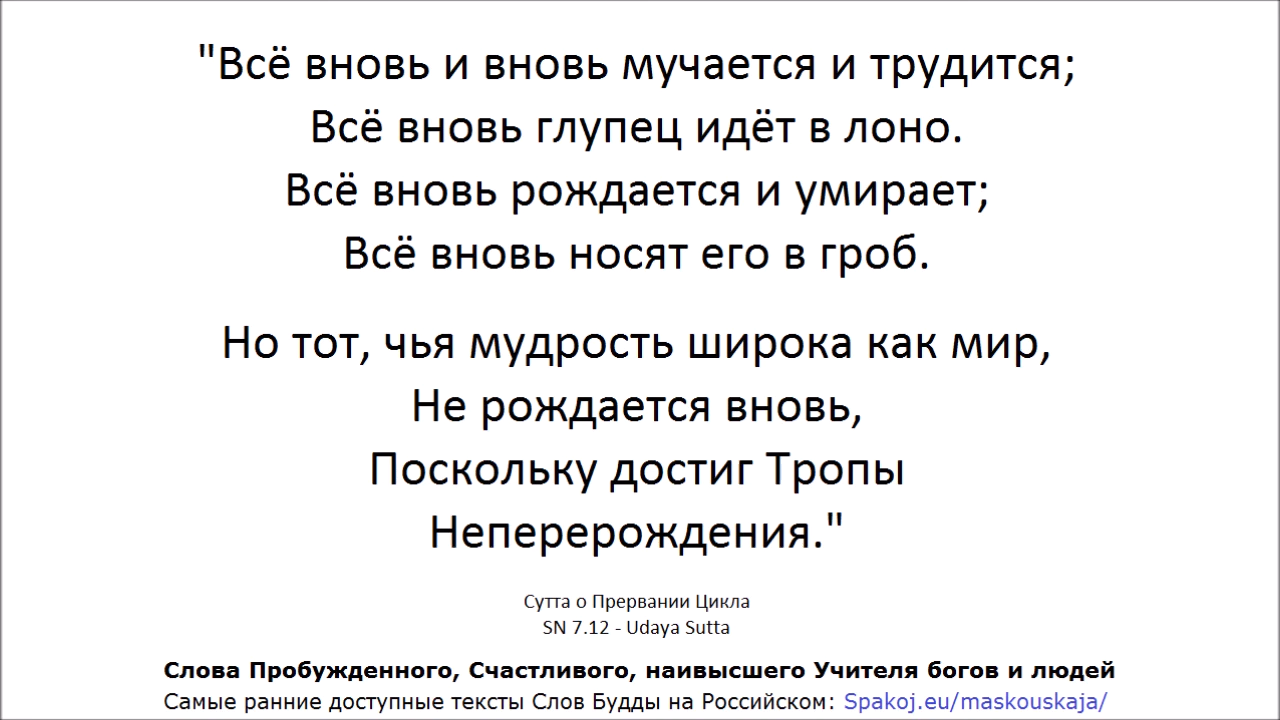 "Всё вновь и вновь мучается и трудится;
Всё вновь глупец идёт в лоно.
Всё вновь рождается и умирает;
Всё вновь носят его в гроб.
Но тот, чья мудрость широка как мир,
Не рождается вновь,
Поскольку достиг Тропы
Неперерождения."
Сутта о Прервании Цикла
SN 7.12 - Udaya Sutta
Слова Пробужденного, Счастливого, наивысшего Учителя богов и людей
Самые ранние доступные тексты Слов Будды на Российском: Spakoj.eu/maskouskaja/